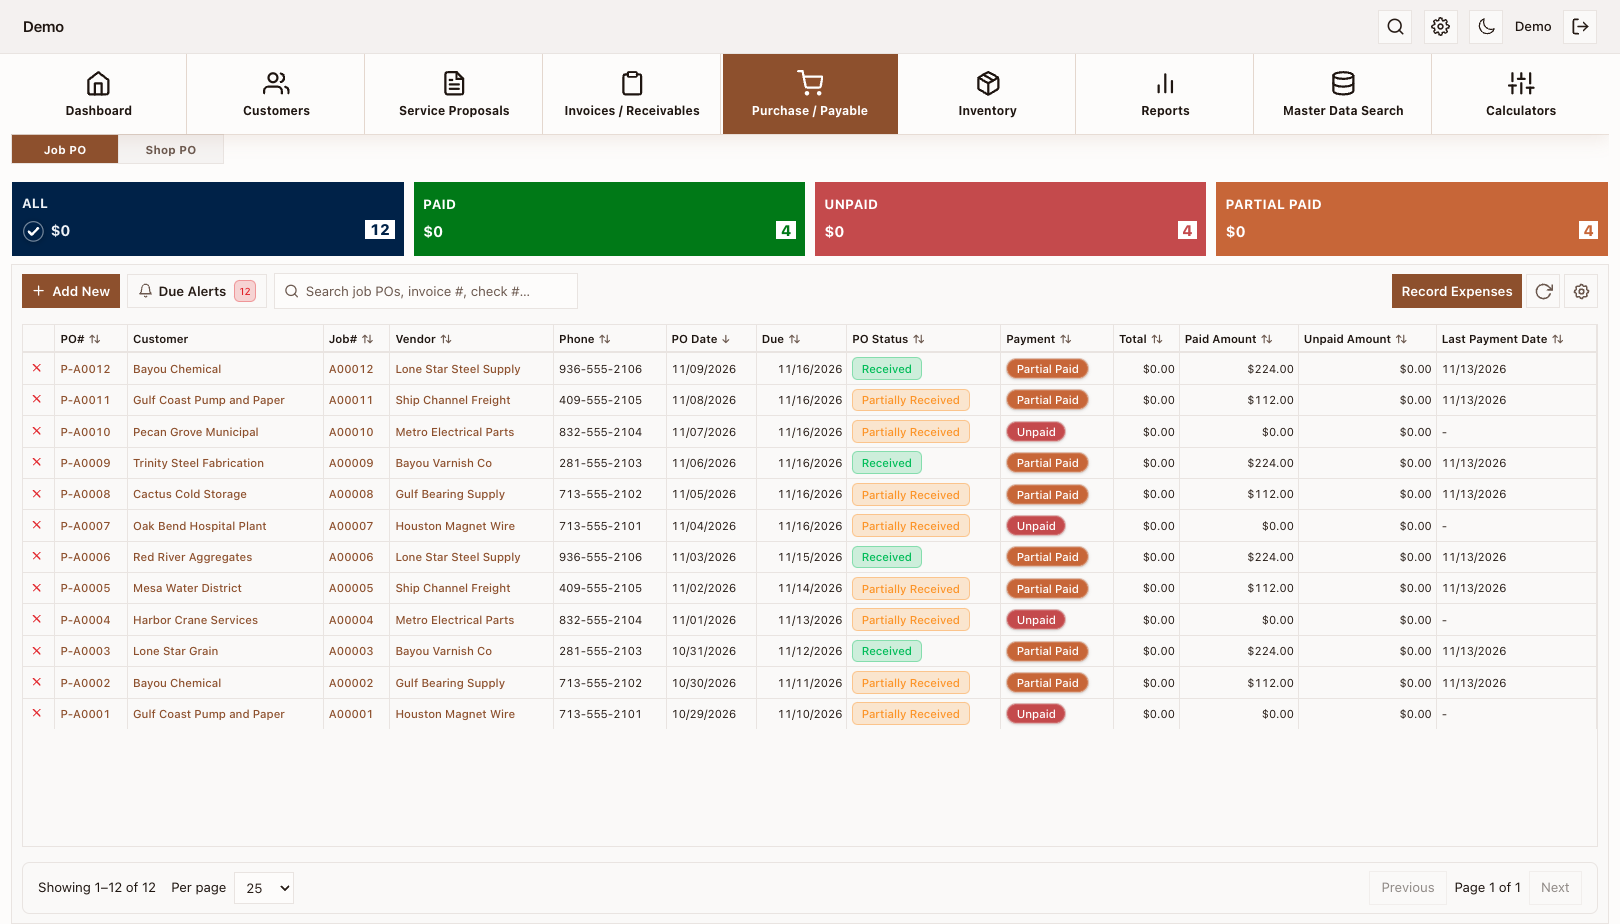 Demo
Demo
Dashboard
Customers
Service Proposals
Invoices / Receivables
Purchase / Payable
Inventory
Reports
Master Data Search
Calculators
Job PO
Shop PO
ALL
$0
12
PAID
$0
4
UNPAID
$0
4
PARTIAL PAID
$0
4
+ Add New
Due Alerts 12
Search job POs, invoice #, check #...
Record Expenses
PO# Customer Job# Vendor Phone PO Date Due PO Status Payment Total Paid Amount Unpaid Amount Last Payment Date
P-A0012 Bayou Chemical A00012 Lone Star Steel Supply 936-555-2106 11/09/2026 11/16/2026 Received Partial Paid $0.00 $224.00 $0.00 11/13/2026
P-A0011 Gulf Coast Pump and Paper A00011 Ship Channel Freight 409-555-2105 11/08/2026 11/16/2026 Partially Received Partial Paid $0.00 $112.00 $0.00 11/13/2026
P-A0010 Pecan Grove Municipal A00010 Metro Electrical Parts 832-555-2104 11/07/2026 11/16/2026 Partially Received Unpaid $0.00 $0.00 $0.00 -
P-A0009 Trinity Steel Fabrication A00009 Bayou Varnish Co 281-555-2103 11/06/2026 11/16/2026 Received Partial Paid $0.00 $224.00 $0.00 11/13/2026
P-A0008 Cactus Cold Storage A00008 Gulf Bearing Supply 713-555-2102 11/05/2026 11/16/2026 Partially Received Partial Paid $0.00 $112.00 $0.00 11/13/2026
P-A0007 Oak Bend Hospital Plant A00007 Houston Magnet Wire 713-555-2101 11/04/2026 11/16/2026 Partially Received Unpaid $0.00 $0.00 $0.00 -
P-A0006 Red River Aggregates A00006 Lone Star Steel Supply 936-555-2106 11/03/2026 11/15/2026 Received Partial Paid $0.00 $224.00 $0.00 11/13/2026
P-A0005 Mesa Water District A00005 Ship Channel Freight 409-555-2105 11/02/2026 11/14/2026 Partially Received Partial Paid $0.00 $112.00 $0.00 11/13/2026
P-A0004 Harbor Crane Services A00004 Metro Electrical Parts 832-555-2104 11/01/2026 11/13/2026 Partially Received Unpaid $0.00 $0.00 $0.00 -
P-A0003 Lone Star Grain A00003 Bayou Varnish Co 281-555-2103 10/31/2026 11/12/2026 Received Partial Paid $0.00 $224.00 $0.00 11/13/2026
P-A0002 Bayou Chemical A00002 Gulf Bearing Supply 713-555-2102 10/30/2026 11/11/2026 Partially Received Partial Paid $0.00 $112.00 $0.00 11/13/2026
P-A0001 Gulf Coast Pump and Paper A00001 Houston Magnet Wire 713-555-2101 10/29/2026 11/10/2026 Partially Received Unpaid $0.00 $0.00 $0.00 -
Showing 1–12 of 12 Per page 25
Previous Page 1 of 1 Next